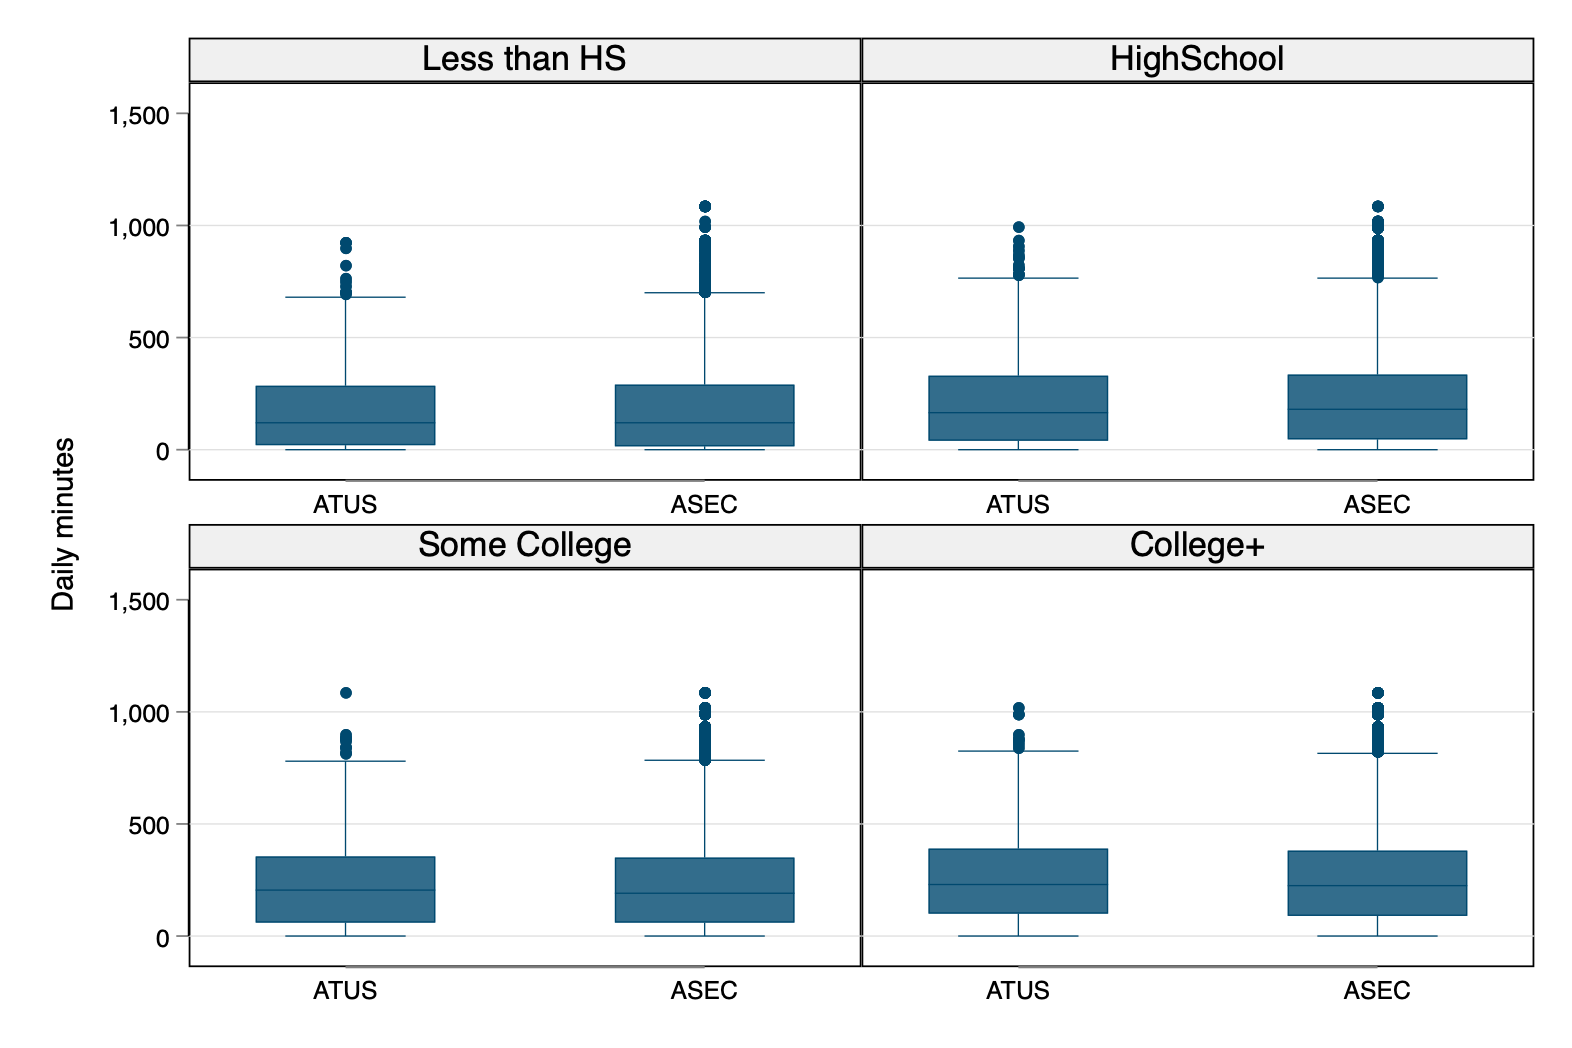 Less than HS
HighSchool
1,500
1,000
500
0
ATUS
ASEC
ATUS
ASEC
Daily minutes
Some College
College+
1,500
1,000
500
0
ATUS
ASEC
ATUS
ASEC